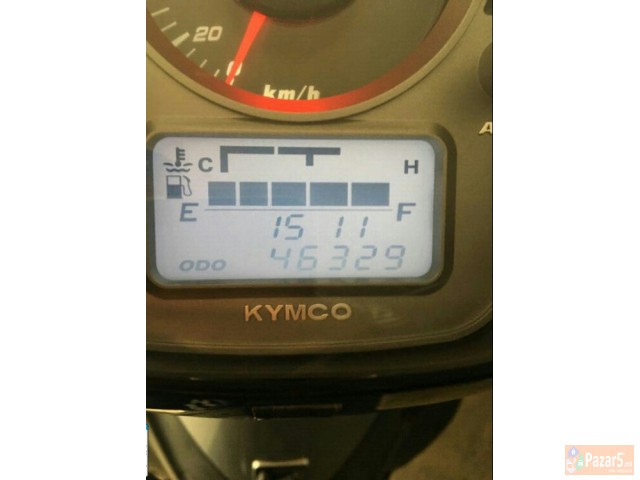 20
0
km/h
A
C H
E F
15 11
ODO 46329
KYMCO
Pazar5